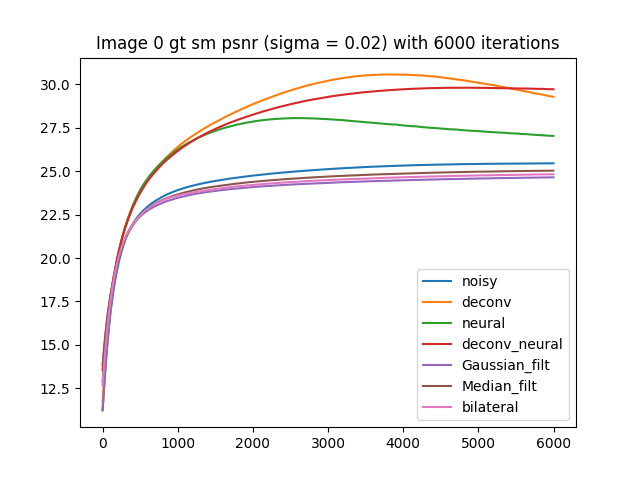 Image 0 gt sm psnr (sigma = 0.02) with 6000 iterations
30.0
27.5
25.0
22.5
20.0
17.5
15.0
12.5
0 1000 2000 3000 4000 5000 6000
noisy
deconv
neural
deconv_neural
Gaussian_filt
Median_filt
bilateral